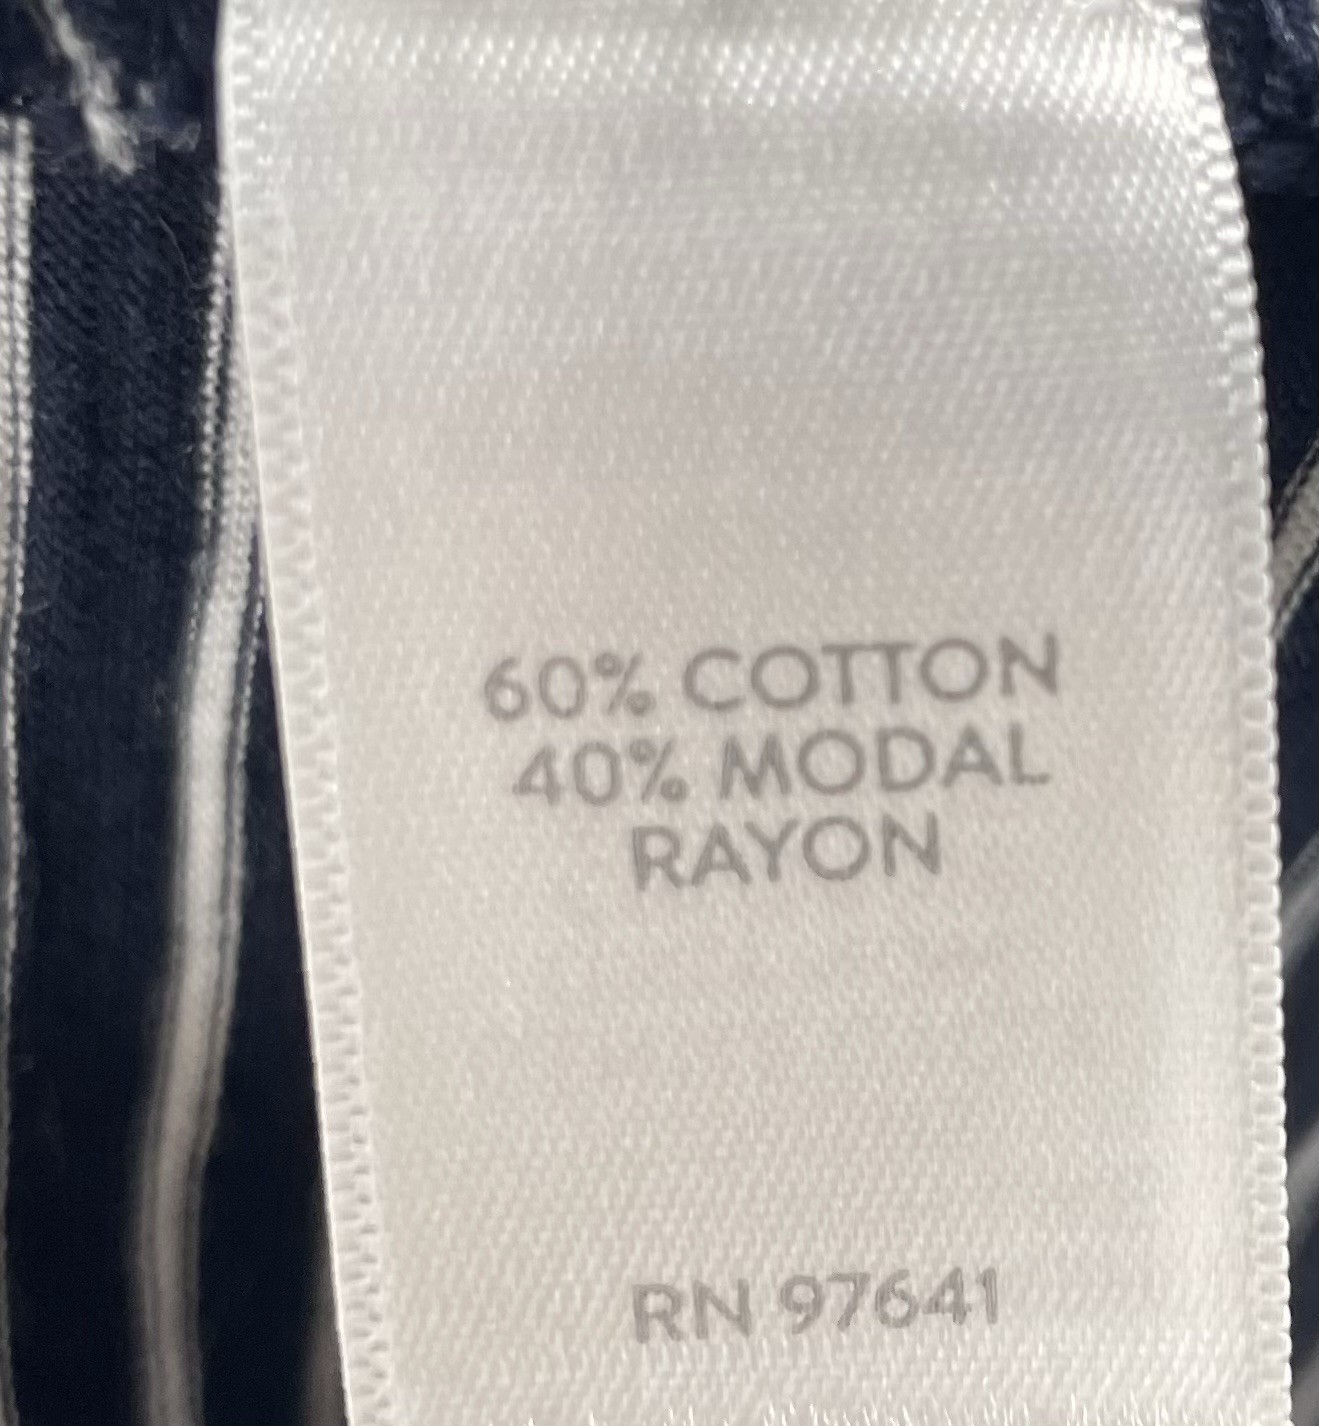 60% COTTON
40% MODAL
RAYON
RN 97641